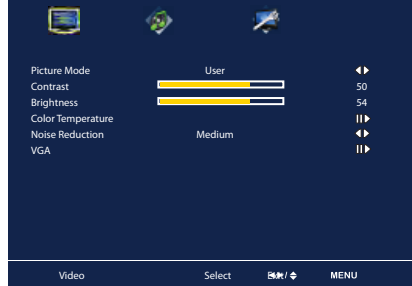 Picture Mode User
Contrast 50
Brightness 54
Color Temperature
Noise Reduction Medium
VGA
Video Select / MENU